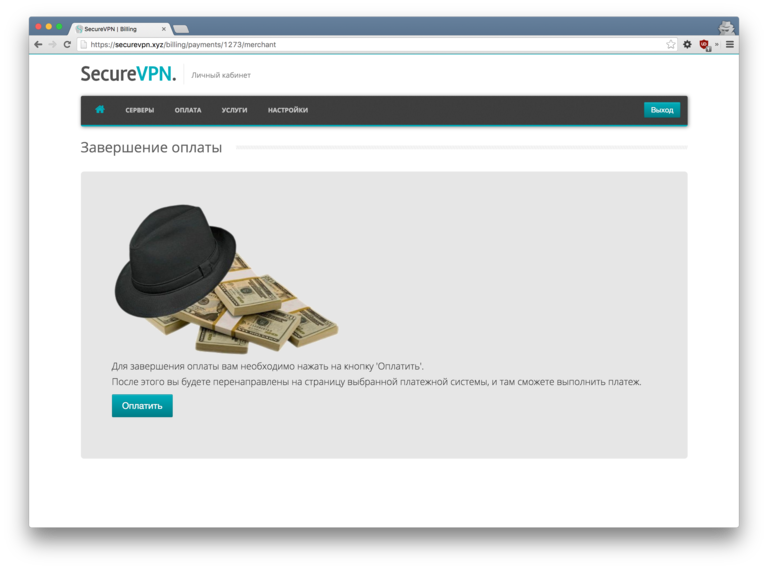 SecureVPN | Billing
https://securevpn.xyz/billing/payments/1273/merchant
SecureVPN.
Личный кабинет
СЕРВЕРЫ ОПЛАТА УСЛУГИ НАСТРОЙКИ Выход
Завершение оплаты
Для завершения оплаты вам необходимо нажать на кнопку 'Оплатить'.
После этого вы будете перенаправлены на страницу выбранной платежной системы, и там сможете выполнить платеж.
Оплатить